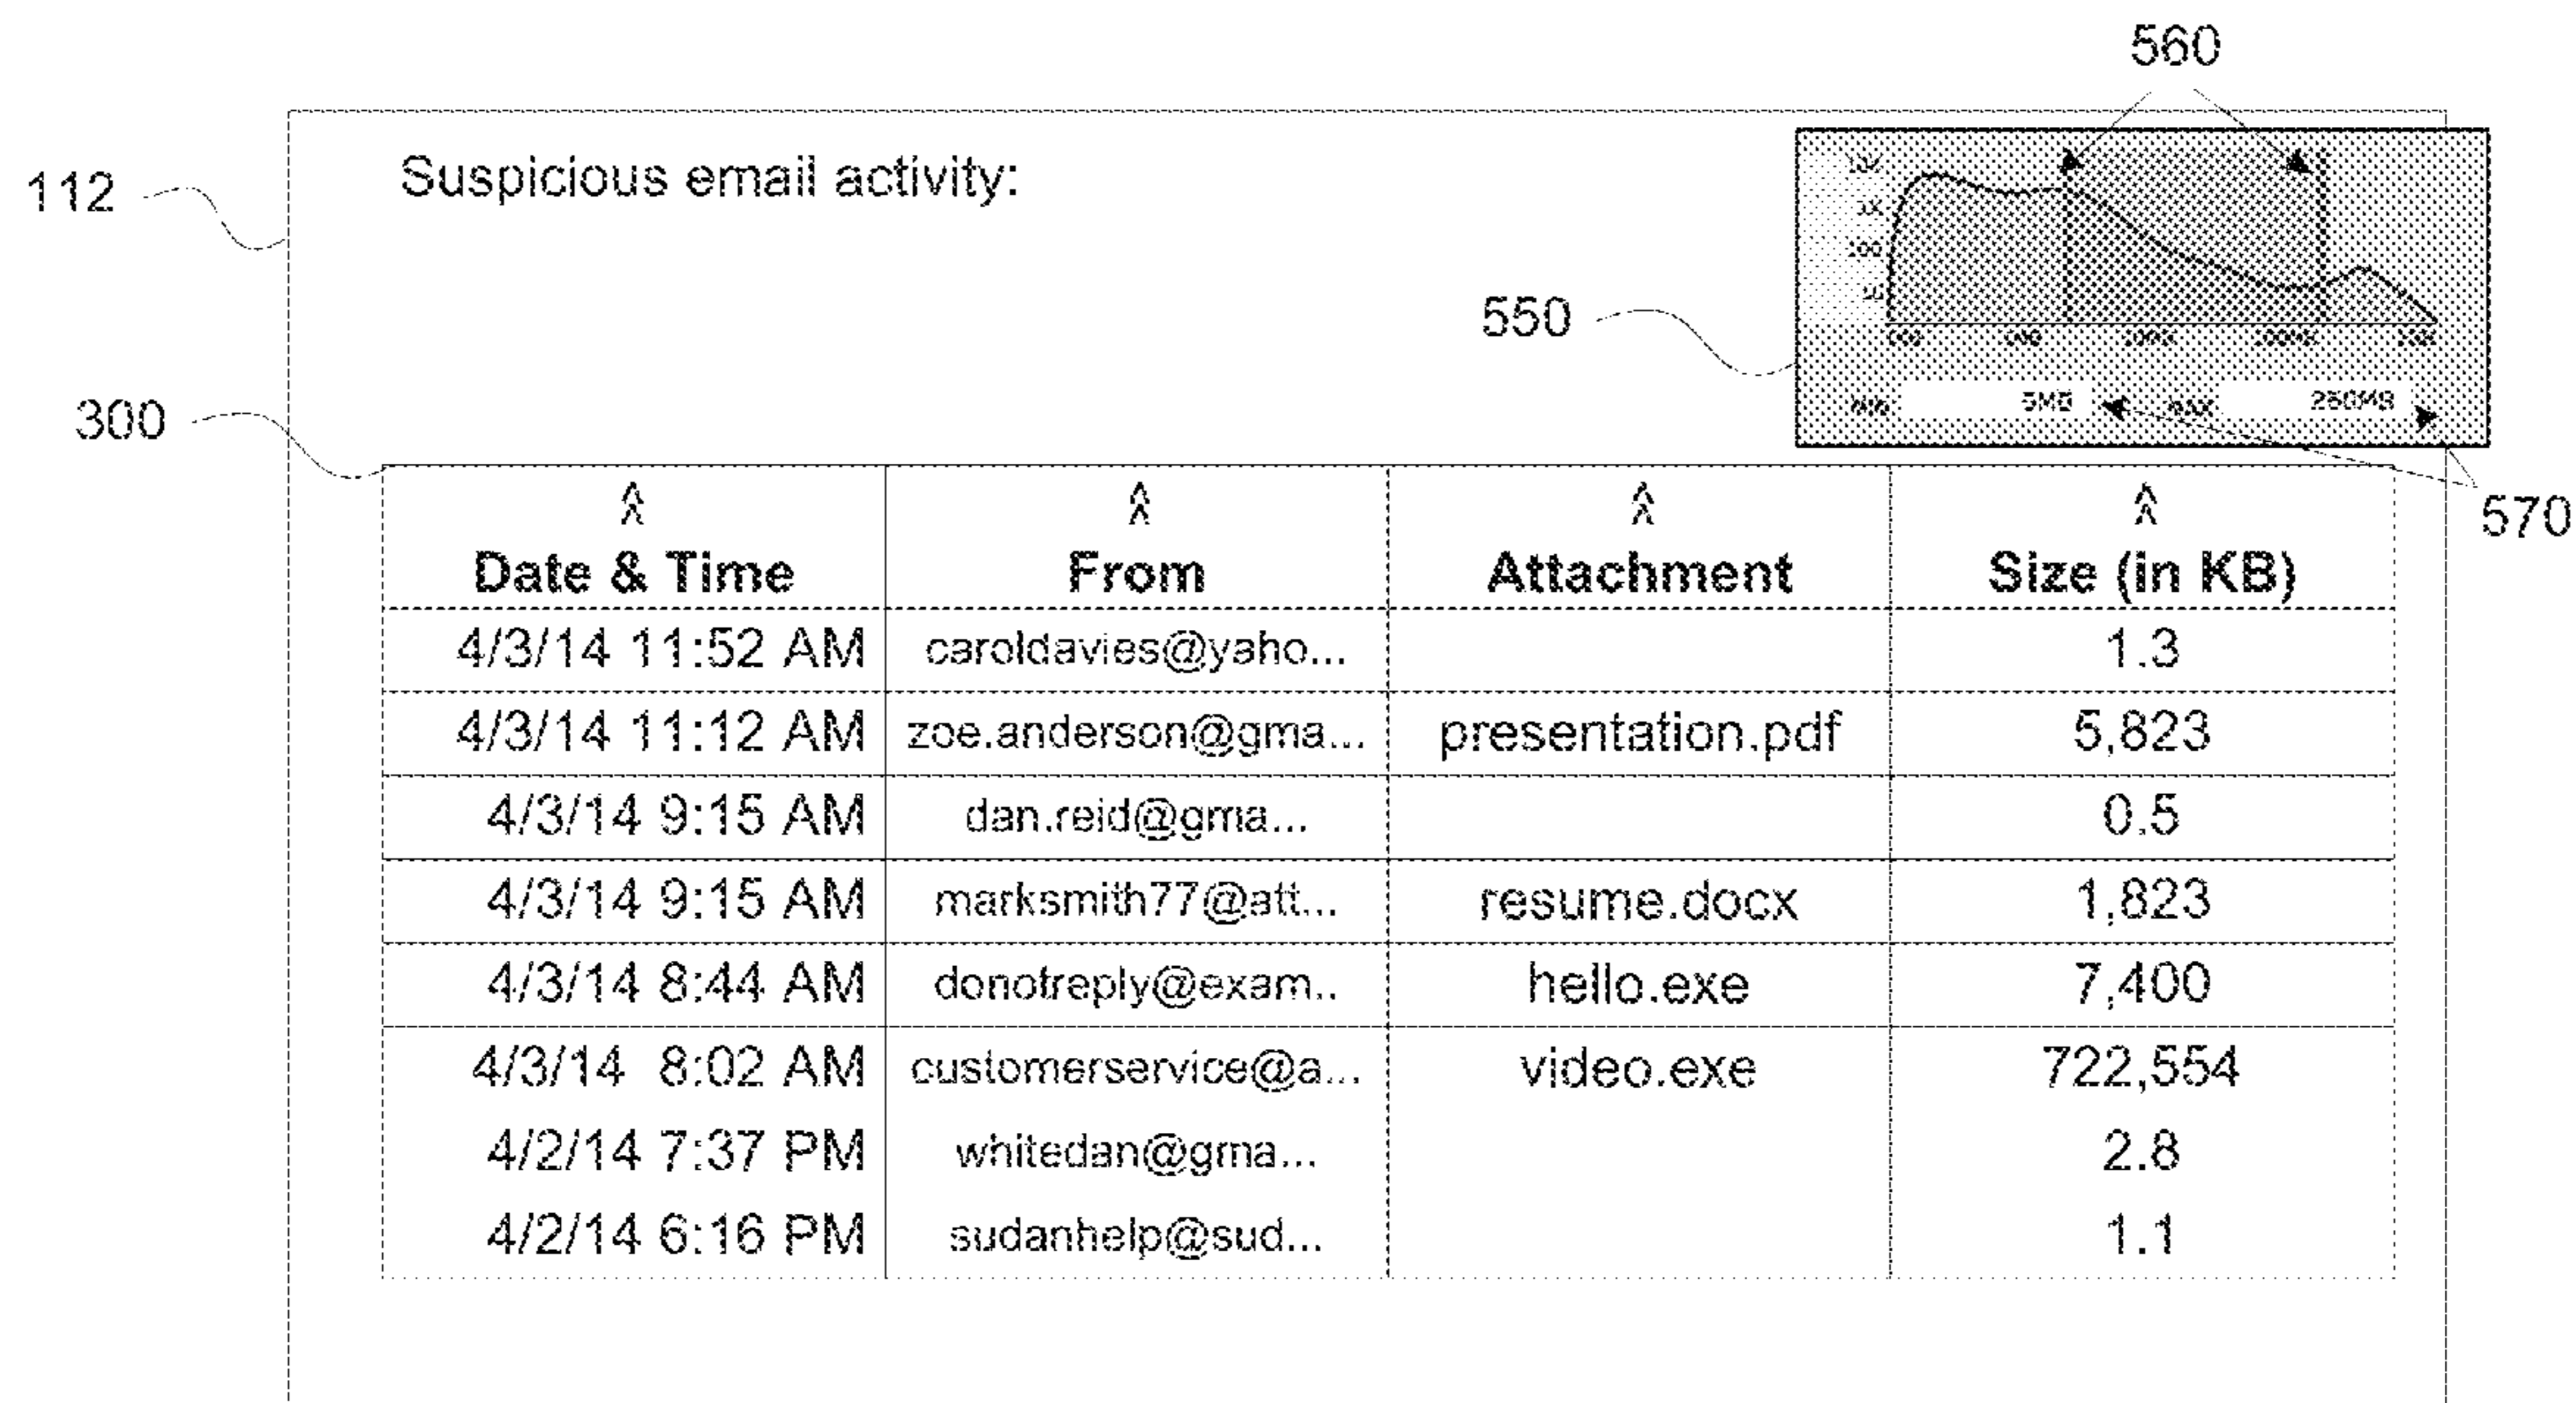 560
112
Suspicious email activity:
550
300
5MB
MAX
280MB
570
Date & Time From Attachment Size (in KB)
4/3/14 11:52 AM caroldavies@yaho... 1.3
4/3/14 11:12 AM zoe.anderson@gma... presentation.pdf 5,823
4/3/14 9:15 AM dan.reid@gma... 0.5
4/3/14 9:15 AM marksmith77@att... resume.docx 1,823
4/3/14 8:44 AM donotreply@exam.. hello.exe 7,400
4/3/14 8:02 AM customerservice@a... video.exe 722,554
4/2/14 7:37 PM whitedan@gma... 2.8
4/2/14 6:16 PM sudanhelp@sud... 1.1